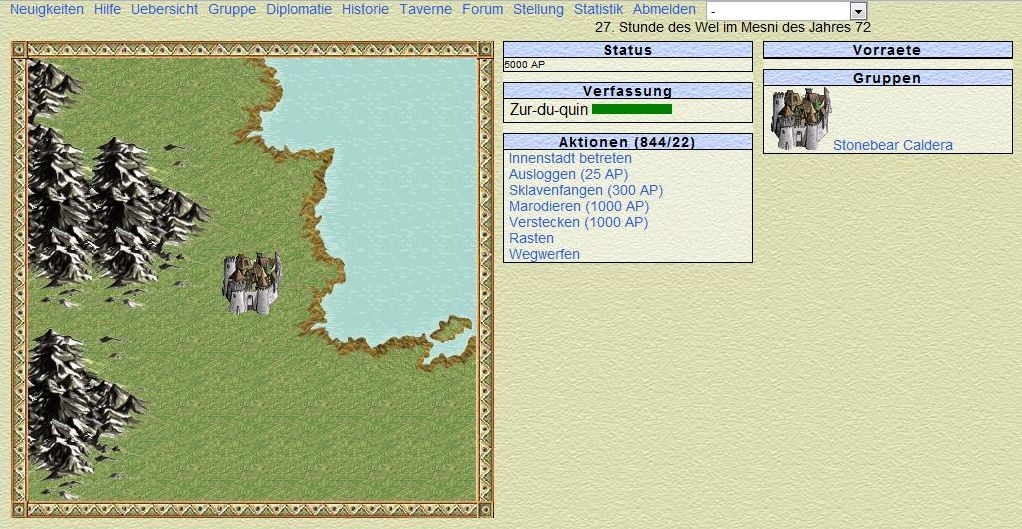 Neuigkeiten Hilfe Uebersicht Gruppe Diplomatie Historie Taverne Forum Stellung Statistik Abmelden -
27. Stunde des Wel im Mesni des Jahres 72
Status
5000 AP
Verfassung
Zur-du-quin
Aktionen (844/22)
Innenstadt betreten
Ausloggen (25 AP)
Sklavenfangen (300 AP)
Marodieren (1000 AP)
Verstecken (1000 AP)
Rasten
Wegwerfen
Vorraete
Gruppen
Stonebear Caldera